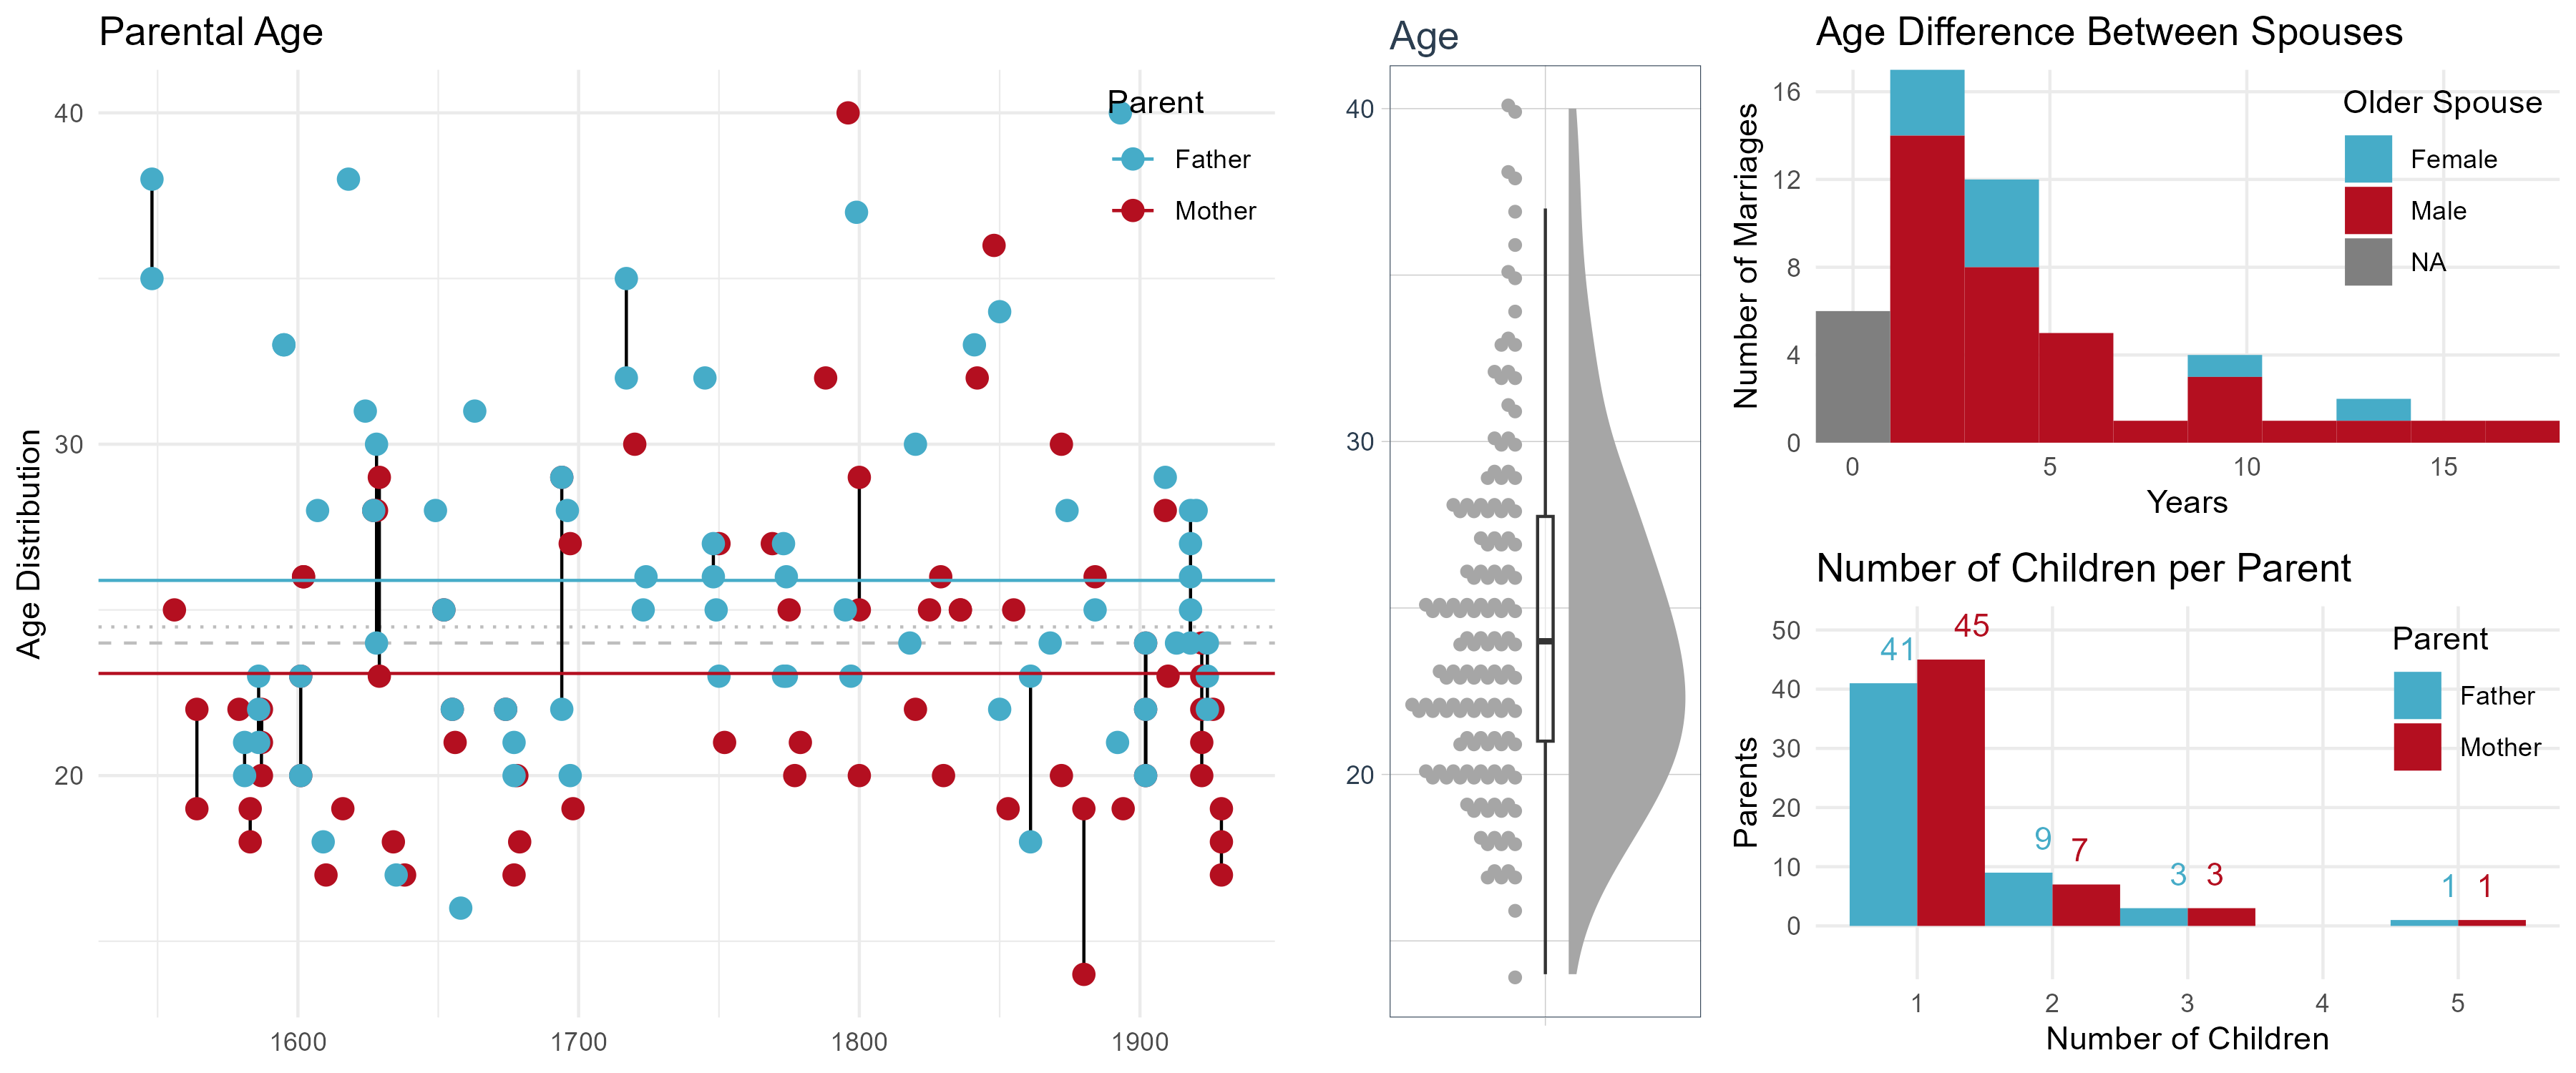 Parental Age
Age Distribution
40
30
20
1600
1700
1800
1900
Parent
Father
Mother
Age
40
30
20
Age Difference Between Spouses
Number of Marriages
16
12
8
4
0
0
5
10
15
Years
Older Spouse
Female
Male
NA
Number of Children per Parent
Parents
50
40
30
20
10
0
41
45
9
7
3
3
1
1
1
2
3
4
5
Number of Children
Parent
Father
Mother